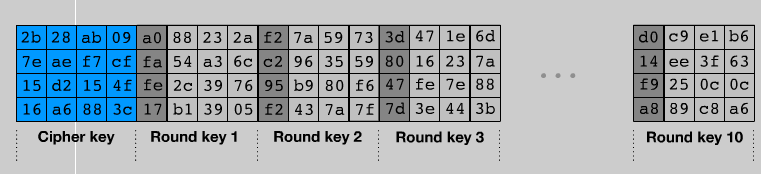 2b 28 ab 09 a0 88 23 2a f2 7a 59 73 3d 47 1e 6d d0 c9 e1 b6
7e ae f7 cf fa 54 a3 6c c2 96 35 59 80 16 23 7a 14 ee 3f 63
15 d2 15 4f fe 2c 39 76 95 b9 80 f6 47 fe 7e 88 f9 25 0c 0c
16 a6 88 3c 17 b1 39 05 f2 43 7a 7f 7d 3e 44 3b a8 89 c8 a6
Cipher key Round key 1 Round key 2 Round key 3 Round key 10